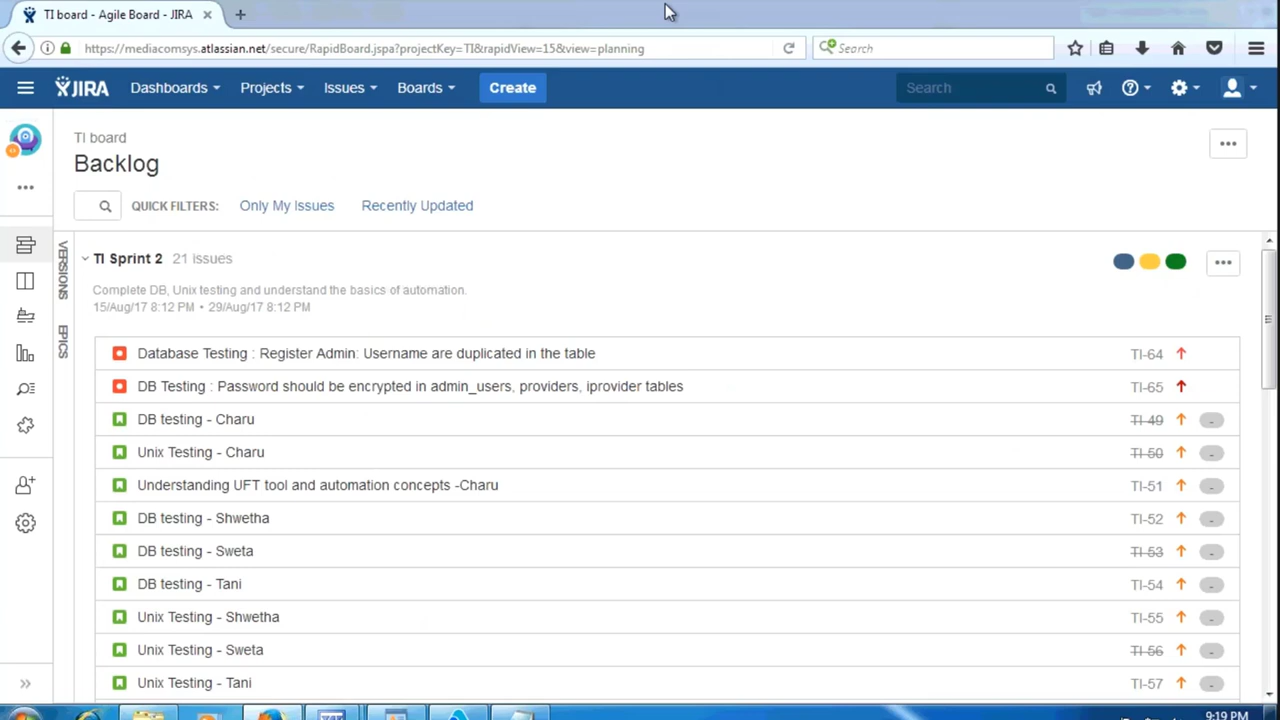 TI board - Agile Board - JIRA
https://mediacomsys.atlassian.net/secure/RapidBoard.jspa?projectKey=TI&rapidView=15&view=planning
Search
JIRA Dashboards Projects Issues Boards Create Search
TI board
Backlog
QUICK FILTERS: Only My Issues Recently Updated
VERSIONS
EPICS
TI Sprint 2 21 issues
Complete DB, Unix testing and understand the basics of automation.
15/Aug/17 8:12 PM • 29/Aug/17 8:12 PM
Database Testing : Register Admin: Username are duplicated in the table TI-64
DB Testing : Password should be encrypted in admin_users, providers, iprovider tables TI-65
DB testing - Charu TI-49 -
Unix Testing - Charu TI-50 -
Understanding UFT tool and automation concepts -Charu TI-51 -
DB testing - Shwetha TI-52 -
DB testing - Sweta TI-53 -
DB testing - Tani TI-54 -
Unix Testing - Shwetha TI-55 -
Unix Testing - Sweta TI-56 -
Unix Testing - Tani TI-57 -
9:19 PM